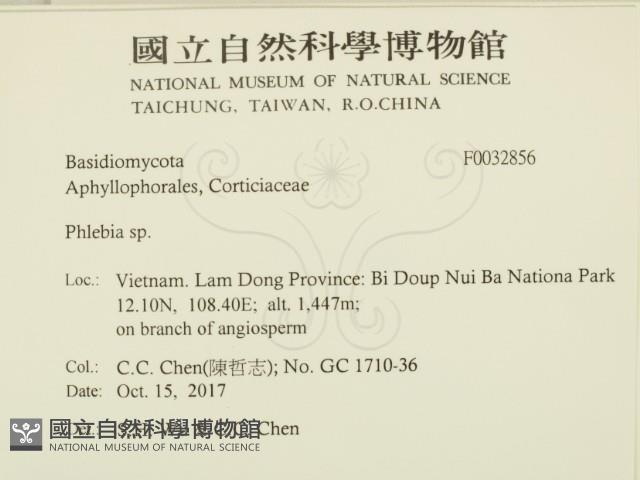 國立自然科學博物館
NATIONAL MUSEUM OF NATURAL SCIENCE
TAICHUNG, TAIWAN, R.O.CHINA
Basidiomycota F0032856
Aphyllophorales, Corticiaceae
Phlebia sp.
Loc.: Vietnam. Lam Dong Province: Bi Doup Nui Ba Nationa Park
12.10N, 108.40E; alt. 1,447m;
on branch of angiosperm
Col.: C.C. Chen(陳哲志); No. GC 1710-36
Date: Oct. 15, 2017
Chen
國立自然科學博物館
NATIONAL MUSEUM OF NATURAL SCIENCE